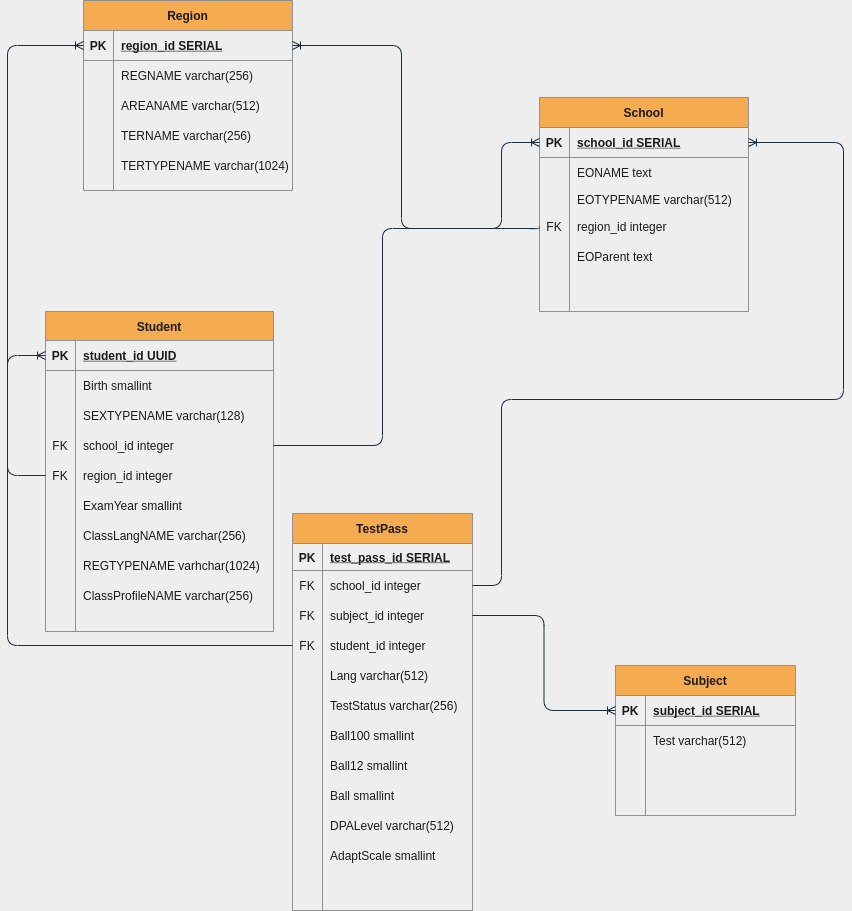 Region
PK region_id SERIAL
REGNAME varchar(256)
AREANAME varchar(512)
TERNAME varchar(256)
TERTYPENAME varchar(1024)
School
PK school_id SERIAL
EONAME text
EOTYPENAME varchar(512)
FK region_id integer
EOParent text
Student
PK student_id UUID
Birth smallint
SEXTYPENAME varchar(128)
FK school_id integer
FK region_id integer
ExamYear smallint
ClassLangNAME varchar(256)
REGTYPENAME varhchar(1024)
ClassProfileNAME varchar(256)
TestPass
PK test_pass_id SERIAL
FK school_id integer
FK subject_id integer
FK student_id integer
Lang varchar(512)
TestStatus varchar(256)
Ball100 smallint
Ball12 smallint
Ball smallint
DPALevel varchar(512)
AdaptScale smallint
Subject
PK subject_id SERIAL
Test varchar(512)